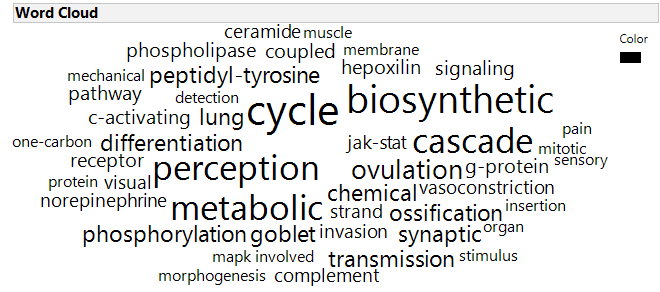 Word Cloud
Color
ceramide muscle
phospholipase coupled membrane
mechanical peptidyl-tyrosine hepoxilin signaling
pathway detection
c-activating lung cycle biosynthetic
one-carbon differentiation jak-stat cascade pain
mitotic
receptor perception ovulation g-protein sensory
protein visual chemical vasoconstriction
norepinephrine metabolic strand ossification insertion
phosphorylation goblet invasion synaptic organ
mapk involved transmission stimulus
morphogenesis complement